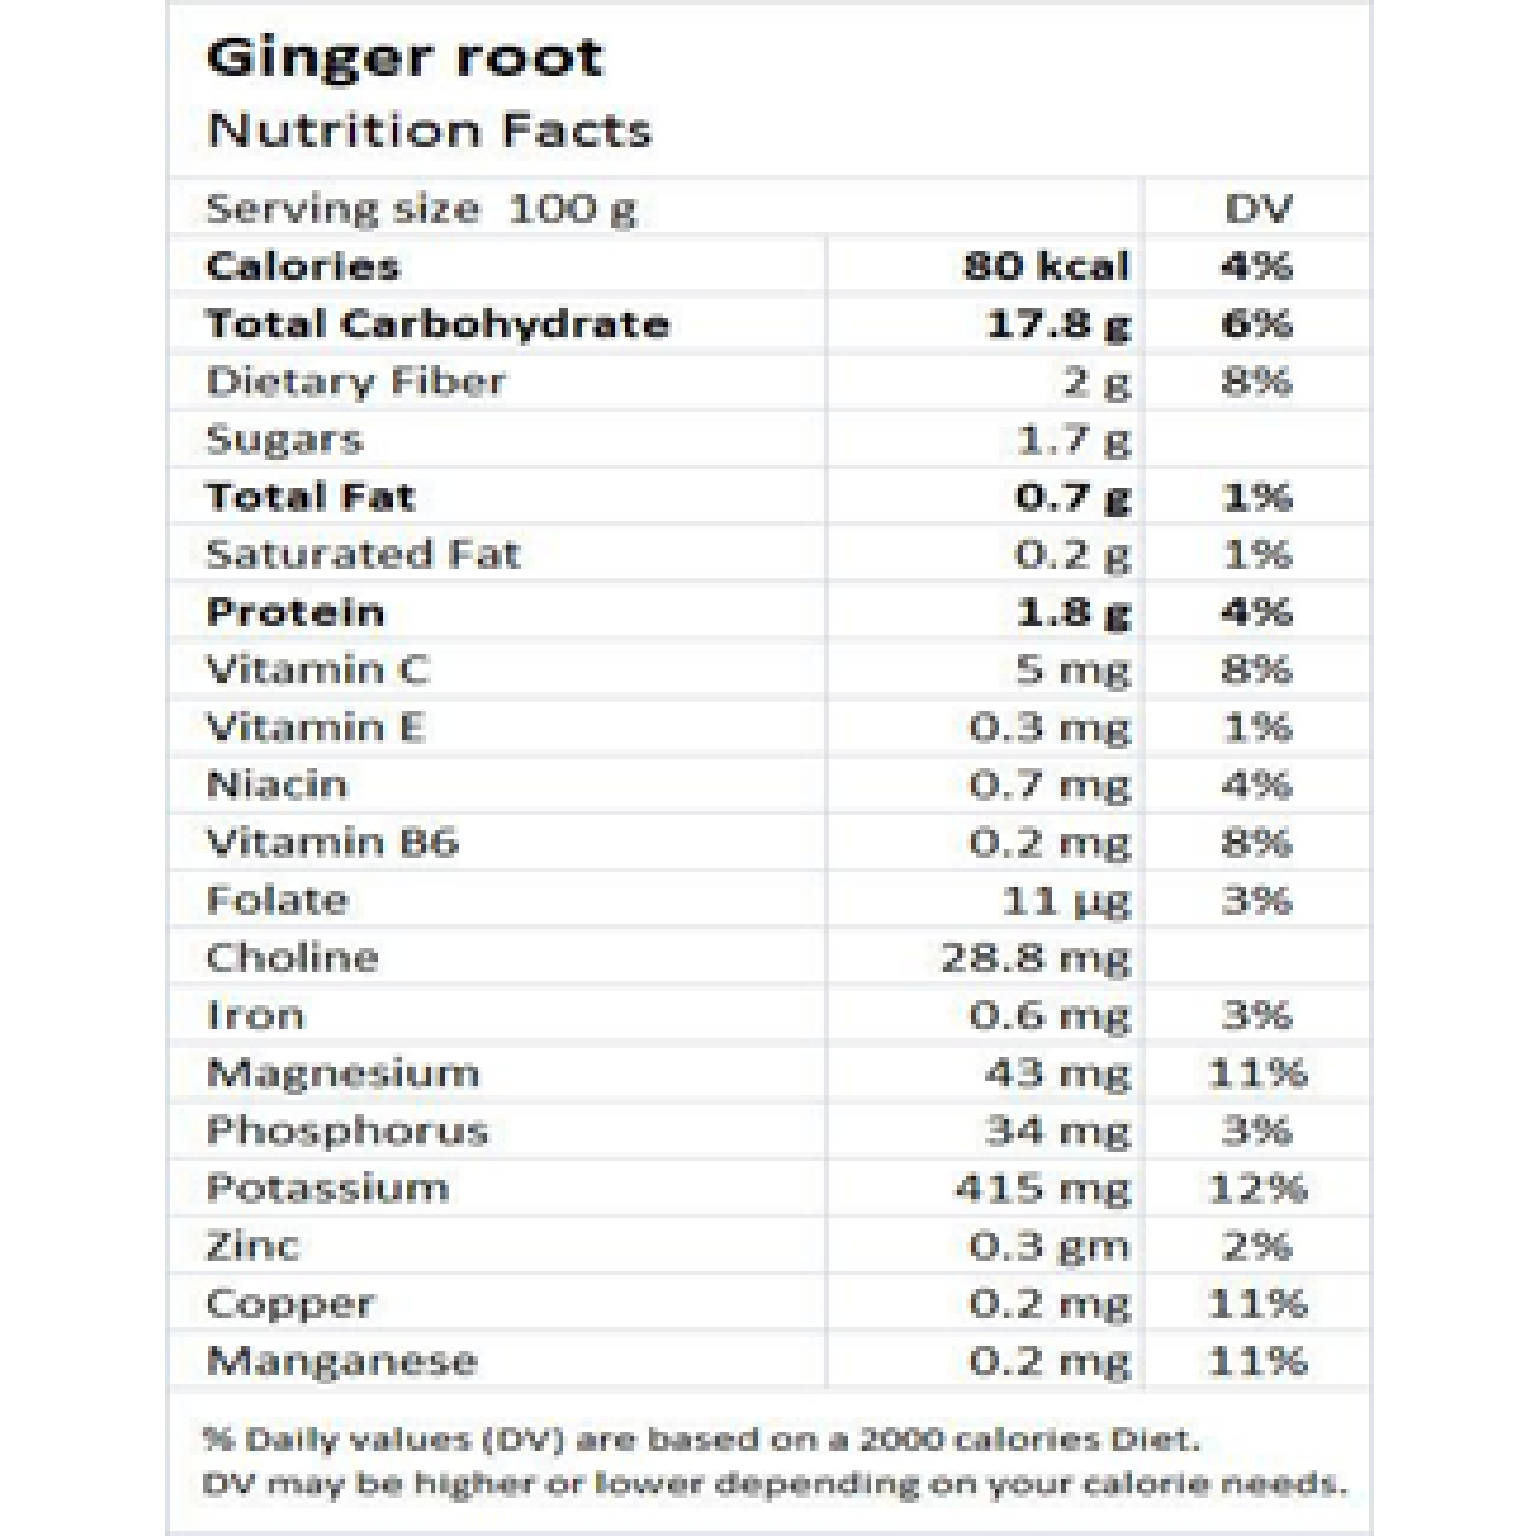 Ginger root
Nutrition Facts
Serving size 100 g DV
Calories 80 kcal 4%
Total Carbohydrate 17.8 g 6%
Dietary Fiber 2 g 8%
Sugars 1.7 g
Total Fat 0.7 g 1%
Saturated Fat 0.2 g 1%
Protein 1.8 g 4%
Vitamin C 5 mg 8%
Vitamin E 0.3 mg 1%
Niacin 0.7 mg 4%
Vitamin B6 0.2 mg 8%
Folate 11 µg 3%
Choline 28.8 mg
Iron 0.6 mg 3%
Magnesium 43 mg 11%
Phosphorus 34 mg 3%
Potassium 415 mg 12%
Zinc 0.3 gm 2%
Copper 0.2 mg 11%
Manganese 0.2 mg 11%
% Daily values (DV) are based on a 2000 calories Diet.
DV may be higher or lower depending on your calorie needs.